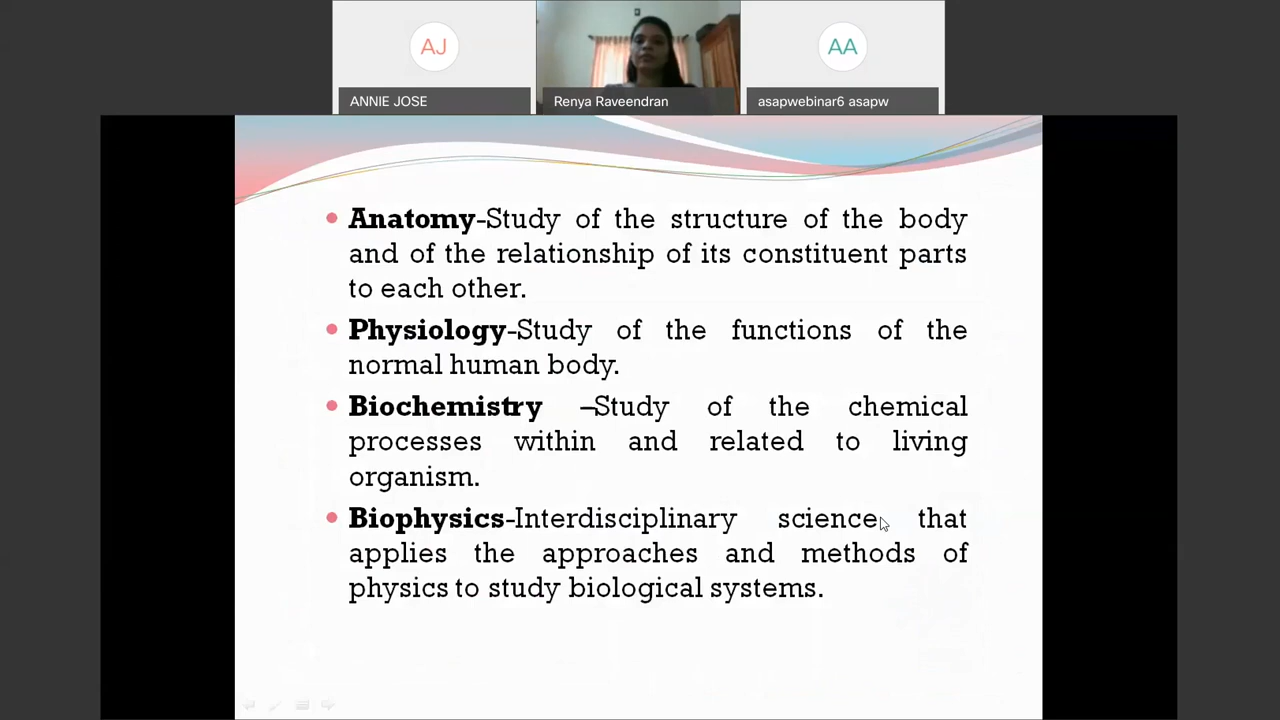 AJ
AA
ANNIE JOSE
Renya Raveendran
asapwebinar6 asapw
Anatomy-Study of the structure of the body
and of the relationship of its constituent parts
to each other.
Physiology-Study of the functions of the
normal human body.
Biochemistry –Study of the chemical
processes within and related to living
organism.
Biophysics-Interdisciplinary science that
applies the approaches and methods of
physics to study biological systems.